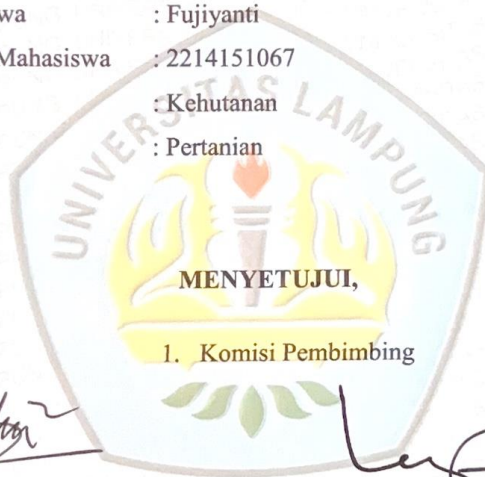 wa : Fujiyanti
Mahasiswa : 2214151067
: Kehutanan
: Pertanian
UNIVERSITAS LAMPUNG
MENYETUJUI,
1. Komisi Pembimbing